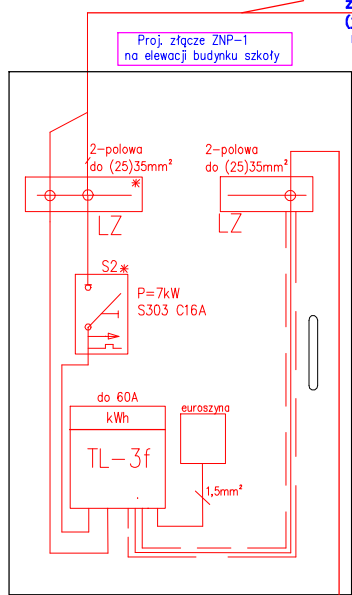 Z
(
Proj. złącze ZNP-1
na elewacji budynku szkoły
2-polowa
do (25)35mm²
*
LZ
2-polowa
do (25)35mm²
LZ
S2*
P=7kW
S303 C16A
do 60A
kWh
TL-3f
euroszyna
1,5mm²